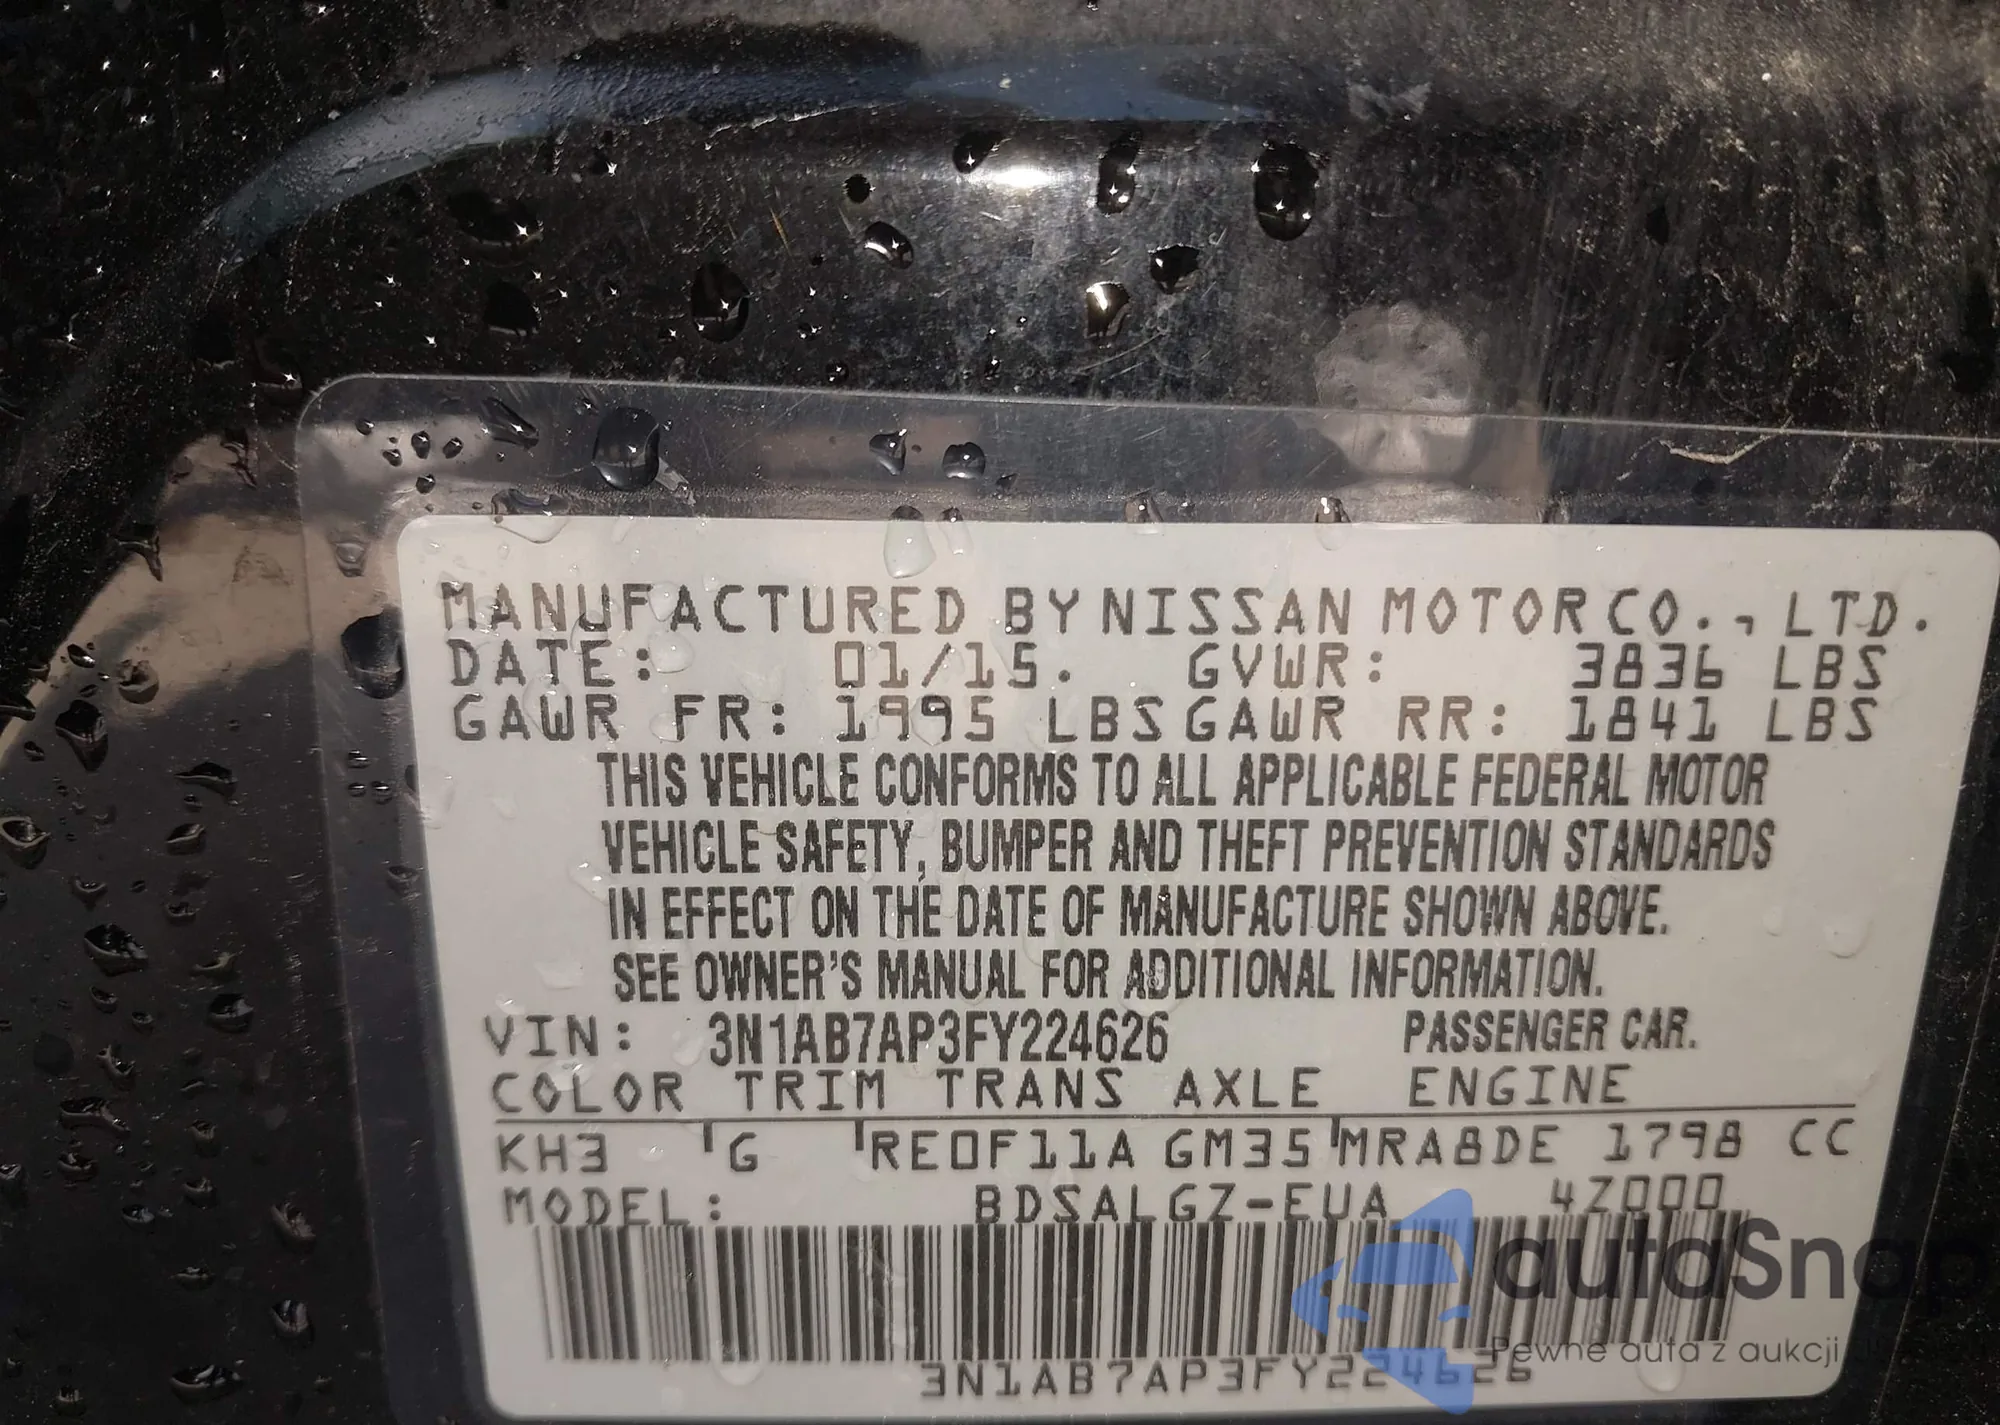 MANUFACTURED BY NISSAN MOTOR CO., LTD.
DATE: 01/15. GVWR: 3836 LBS
GAWR FR: 1995 LBS GAWR RR: 1841 LBS
THIS VEHICLE CONFORMS TO ALL APPLICABLE FEDERAL MOTOR
VEHICLE SAFETY, BUMPER AND THEFT PREVENTION STANDARDS
IN EFFECT ON THE DATE OF MANUFACTURE SHOWN ABOVE.
SEE OWNER'S MANUAL FOR ADDITIONAL INFORMATION.
VIN: 3N1AB7AP3FY224626 PASSENGER CAR.
COLOR TRIM TRANS AXLE ENGINE
KH3 G RE0F11A GM35 MRA8DE 1798 CC
MODEL: BDSALGZ-EUA 4Z000
autaSnap
Pewne auta z aukcji
3N1AB7AP3FY224626